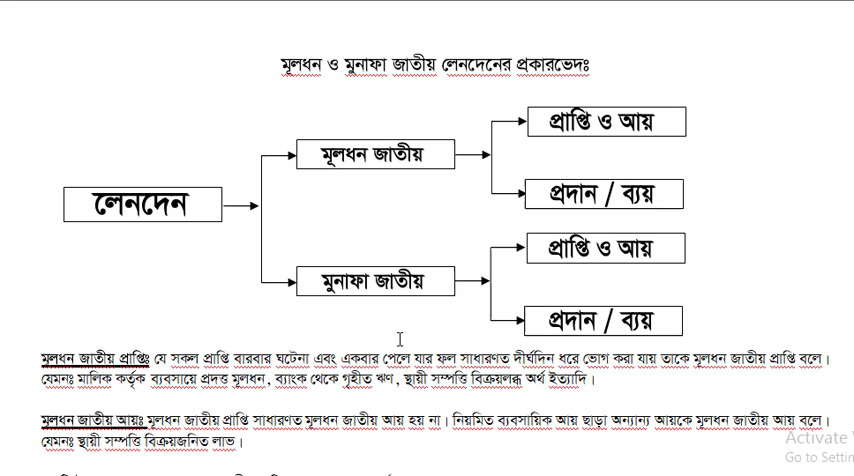 মূলধন ও মুনাফা জাতীয় লেনদেনের প্রকারভেদঃ
প্রাপ্তি ও আয়
মূলধন জাতীয়
প্রদান / ব্যয়
লেনদেন
প্রাপ্তি ও আয়
মুনাফা জাতীয়
প্রদান / ব্যয়
মূলধন জাতীয় প্রাপ্তিঃ যে সকল প্রাপ্তি বারবার ঘটেনা এবং একবার পেলে যার ফল সাধারণত দীর্ঘদিন ধরে ভোগ করা যায় তাকে মূলধন জাতীয় প্রাপ্তি বলে।
যেমনঃ মালিক কর্তৃক ব্যবসায়ে প্রদত্ত মূলধন, ব্যাংক থেকে গৃহীত ঋণ, স্থায়ী সম্পত্তি বিক্রয়লব্ধ অর্থ ইত্যাদি।
মূলধন জাতীয় আয়ঃ মূলধন জাতীয় প্রাপ্তি সাধারণত মূলধন জাতীয় আয় হয় না। নিয়মিত ব্যবসায়িক আয় ছাড়া অন্যান্য আয়কে মূলধন জাতীয় আয় বলে।
যেমনঃ স্থায়ী সম্পত্তি বিক্রয়জনিত লাভ।
Activate
Go to Settin